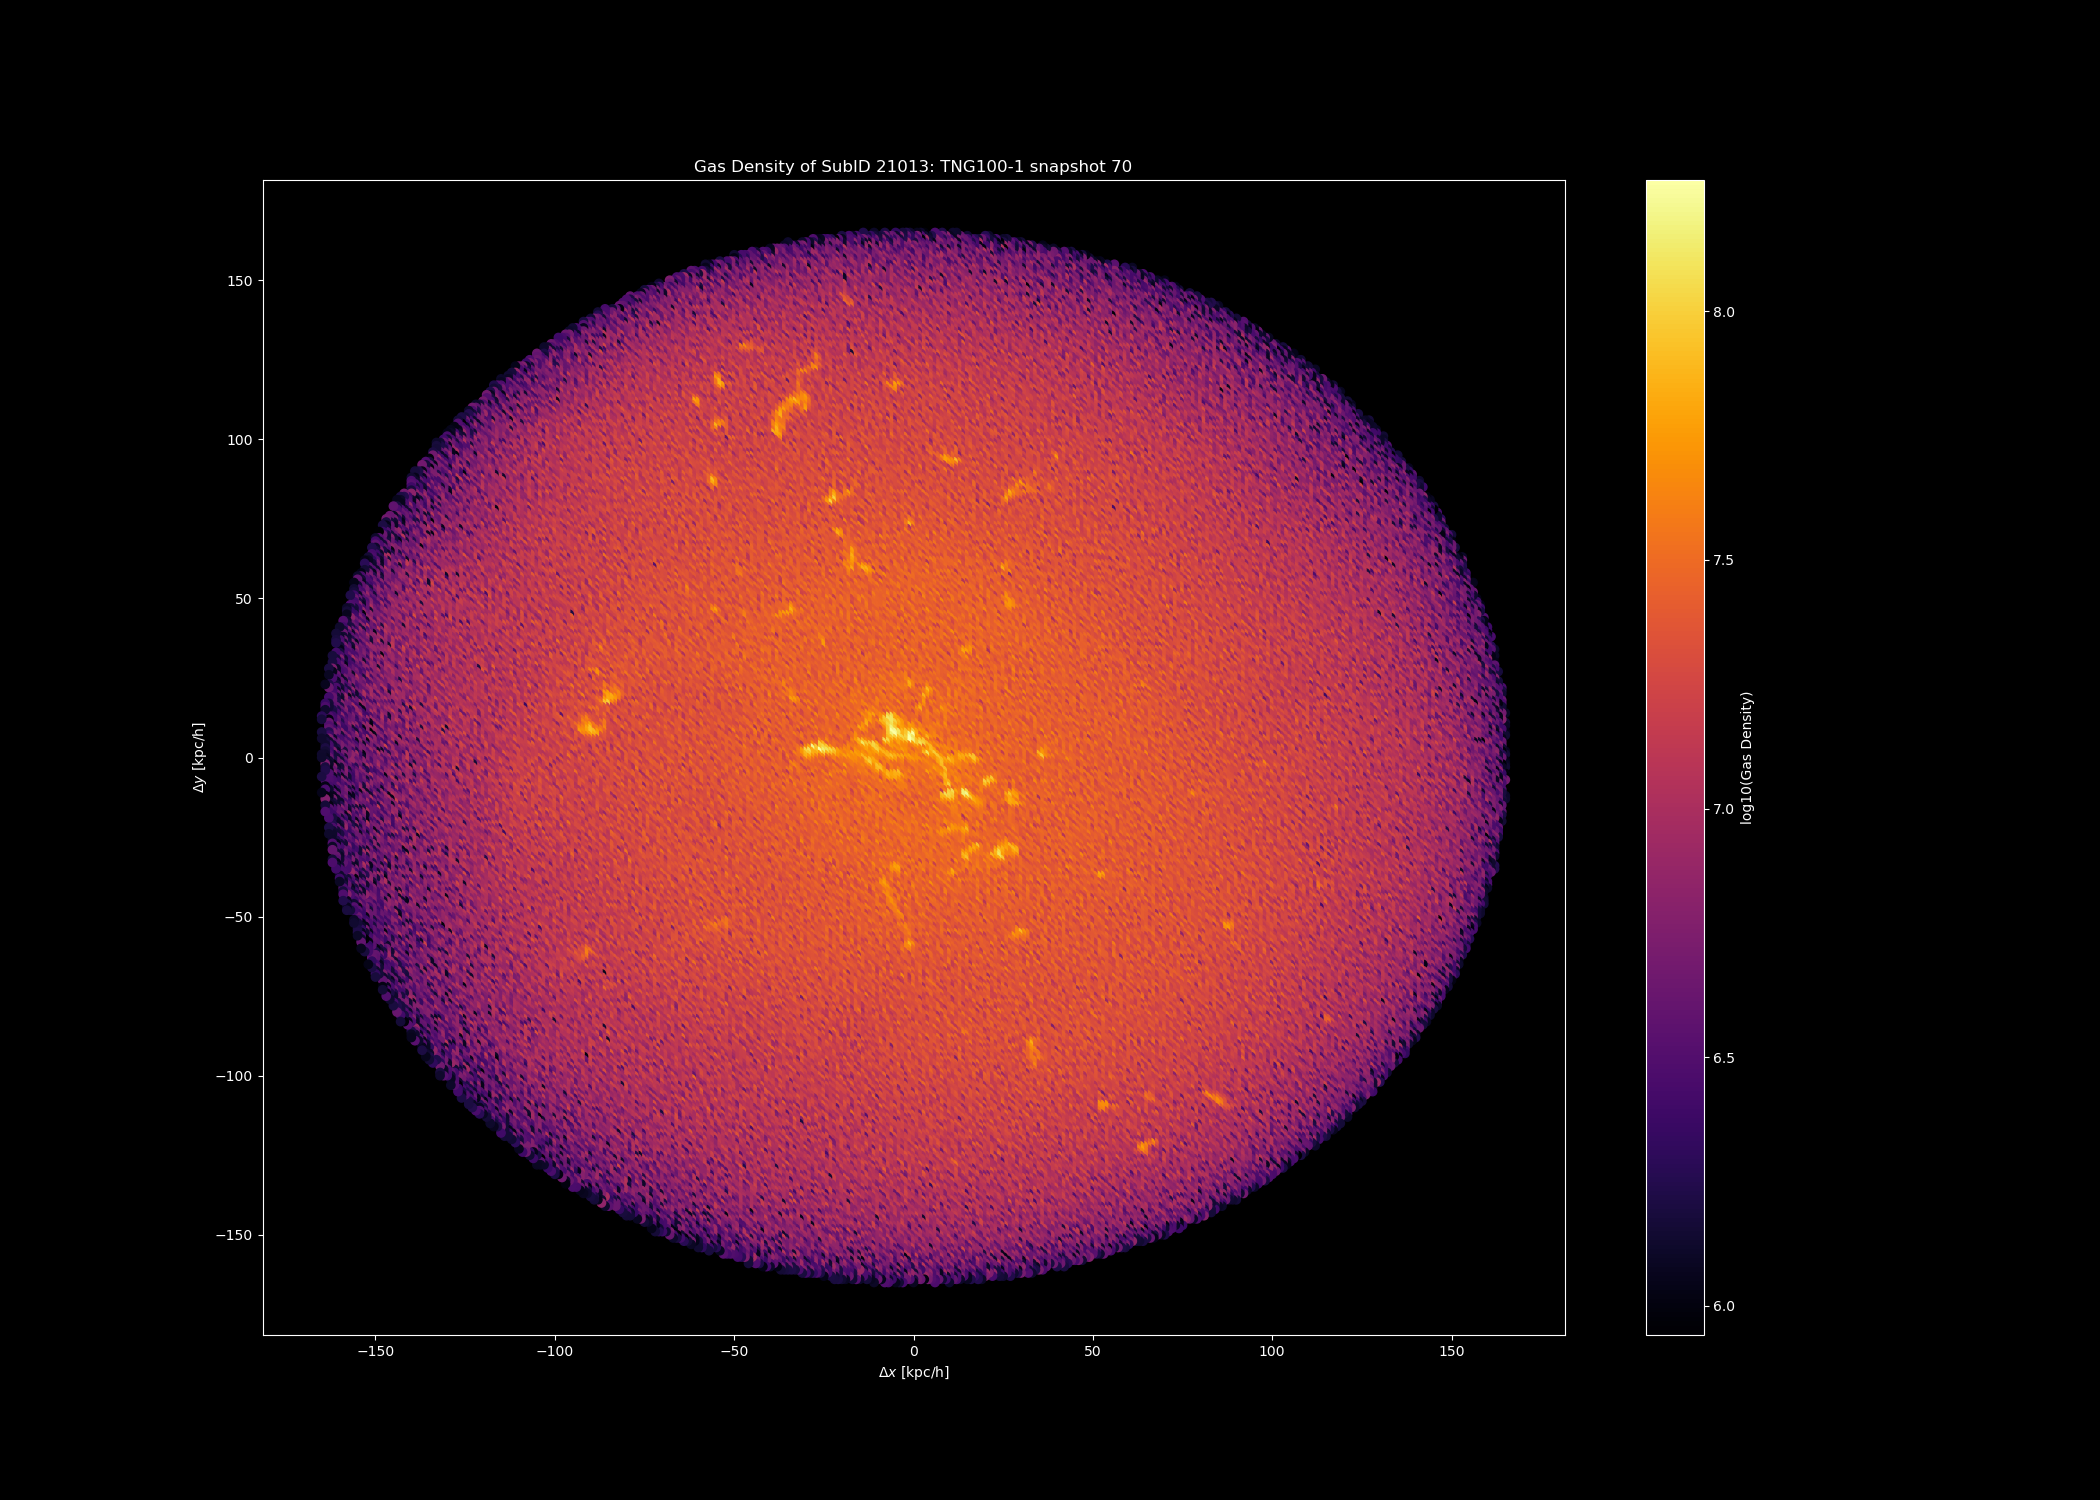 Gas Density of SubID 21013: TNG100-1 snapshot 70
150
100
50
0
−50
−100
−150
Δy [kpc/h]
−150 −100 −50 0 50 100 150
Δx [kpc/h]
8.0
7.5
7.0
6.5
6.0
log10(Gas Density)